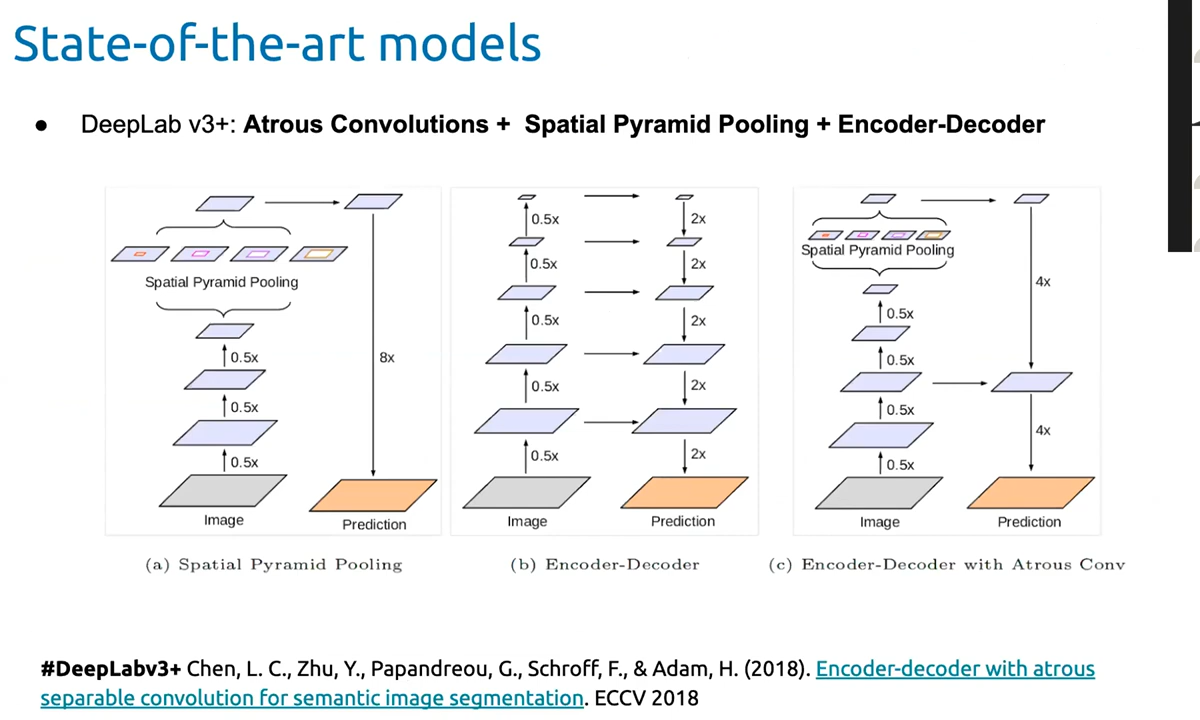 State-of-the-art models
● DeepLab v3+: Atrous Convolutions + Spatial Pyramid Pooling + Encoder-Decoder
Spatial Pyramid Pooling
0.5x
8x
0.5x
0.5x
Image
Prediction
(a) Spatial Pyramid Pooling
0.5x
2x
0.5x
2x
0.5x
2x
0.5x
2x
0.5x
2x
Image
Prediction
(b) Encoder-Decoder
Spatial Pyramid Pooling
4x
0.5x
0.5x
0.5x
4x
0.5x
Image
Prediction
(c) Encoder-Decoder with Atrous Conv
#DeepLabv3+ Chen, L. C., Zhu, Y., Papandreou, G., Schroff, F., & Adam, H. (2018). Encoder-decoder with atrous
separable convolution for semantic image segmentation. ECCV 2018